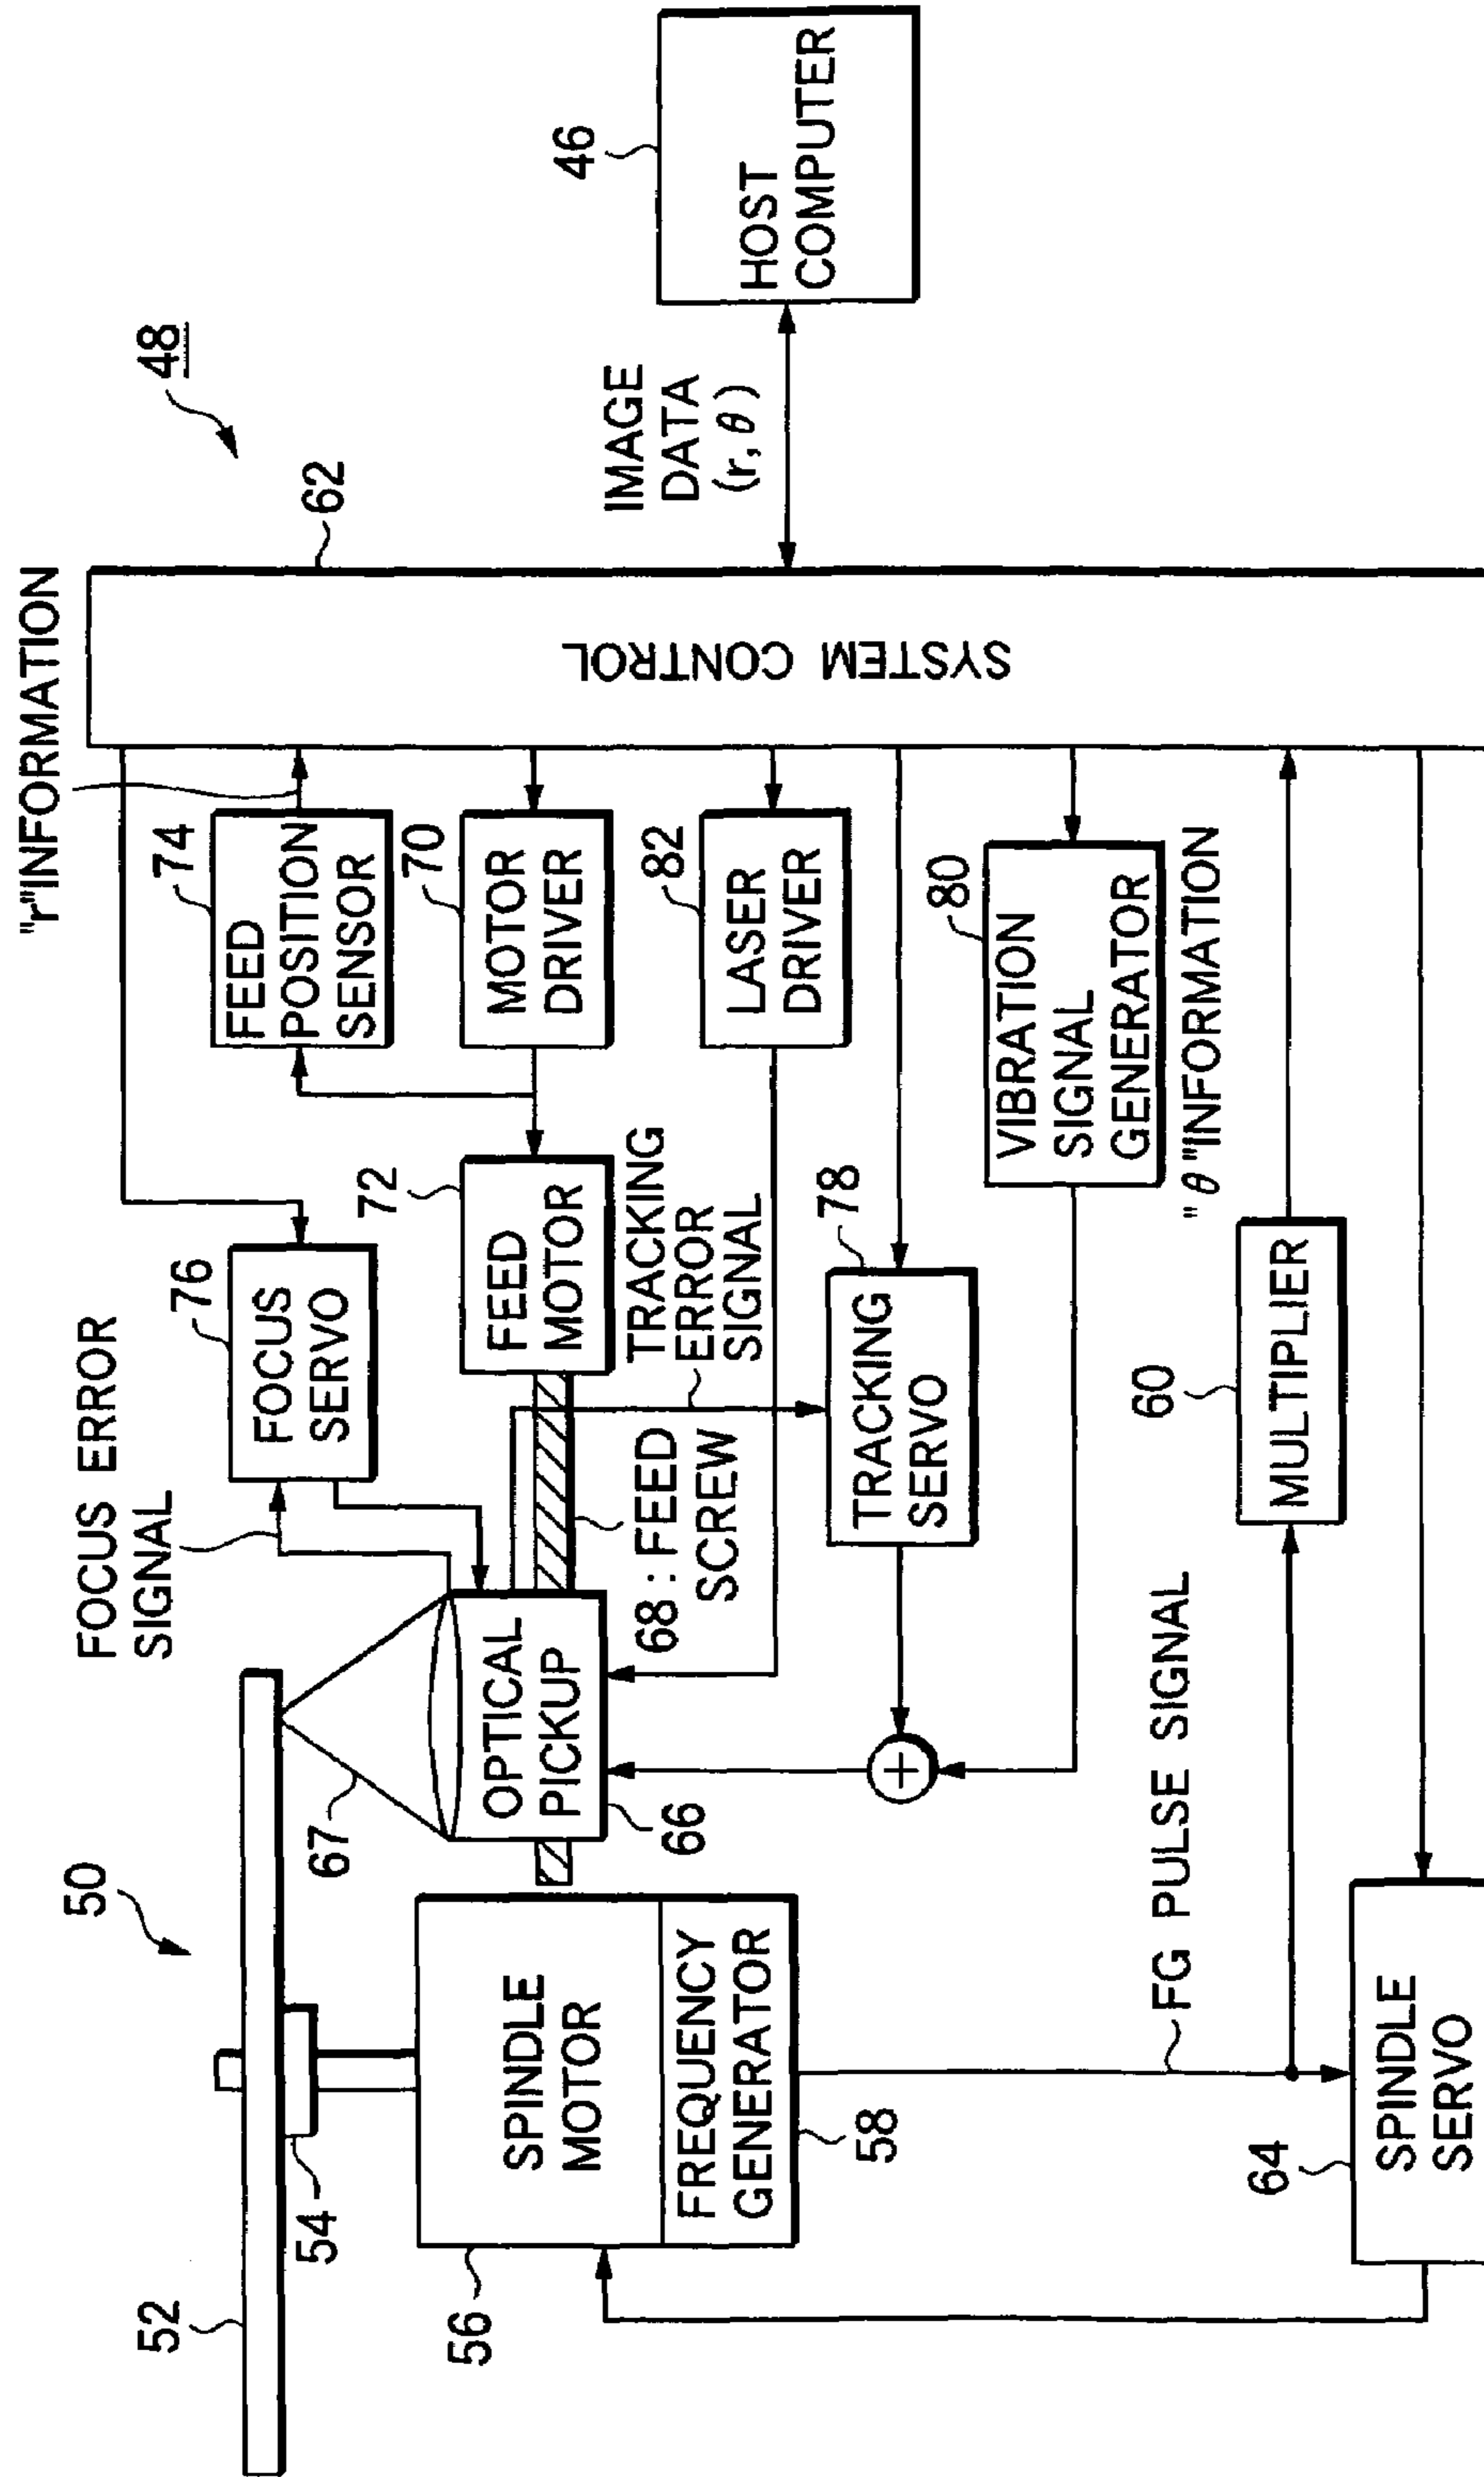 50
52
54
56
SPINDLE
MOTOR
FREQUENCY
GENERATOR
58
67
OPTICAL
PICKUP
66
FOCUS ERROR
SIGNAL
76
FOCUS
SERVO
"r"INFORMATION
74
FEED
POSITION
SENSOR
70
MOTOR
DRIVER
72
FEED
MOTOR
68 : FEED
SCREW
TRACKING
ERROR
SIGNAL
82
LASER
DRIVER
78
TRACKING
SERVO
+
80
VIBRATION
SIGNAL
GENERATOR
"θ"INFORMATION
60
MULTIPLIER
FG PULSE SIGNAL
64
SPINDLE
SERVO
62
SYSTEM CONTROL
48
IMAGE
DATA
(r, θ)
46
HOST
COMPUTER